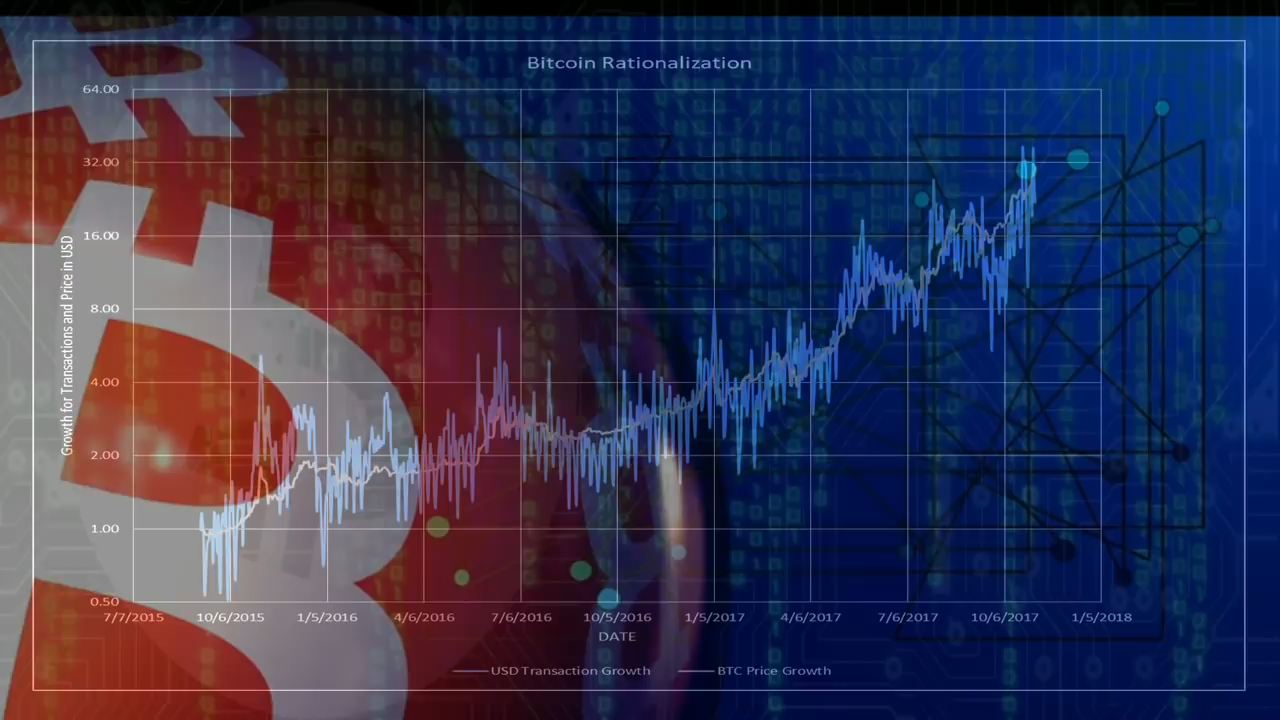 Bitcoin Rationalization
64.00
32.00
16.00
8.00
4.00
2.00
1.00
0.50
Growth for Transactions and Price in USD
7/7/2015 10/6/2015 1/5/2016 4/6/2016 7/6/2016 10/5/2016 1/5/2017 4/6/2017 7/6/2017 10/6/2017 1/5/2018
DATE
USD Transaction Growth BTC Price Growth